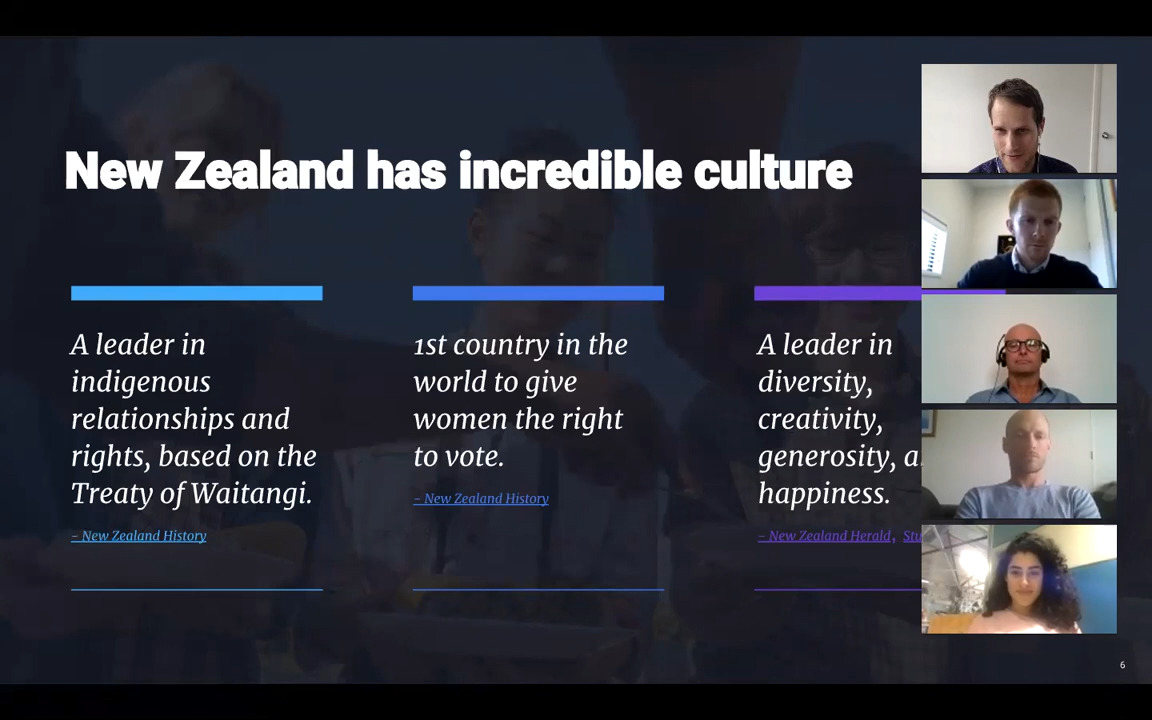 New Zealand has incredible culture
A leader in
indigenous
relationships and
rights, based on the
Treaty of Waitangi.
– New Zealand History
1st country in the
world to give
women the right
to vote.
– New Zealand History
A leader in
diversity,
creativity,
generosity,
happiness.
– New Zealand Herald,
6